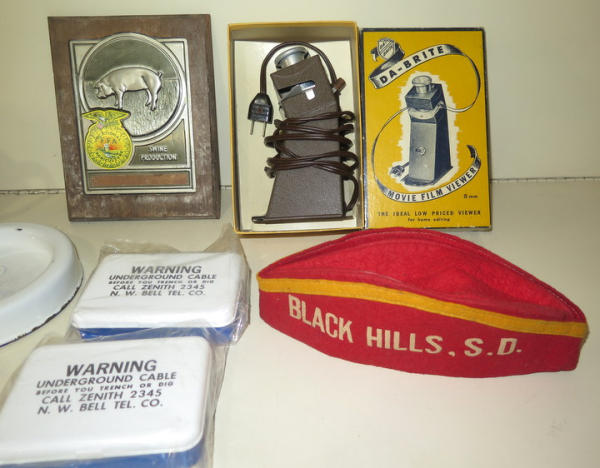 SWINE
PRODUCTION
DA-BRITE
MOVIE FILM VIEWER
8mm
THE IDEAL LOW PRICED VIEWER
for home editing
WARNING
UNDERGROUND CABLE
BEFORE YOU TRENCH OR DIG
CALL ZENITH 2345
N. W. BELL TEL. CO.
WARNING
UNDERGROUND CABLE
BEFORE YOU TRENCH OR DIG
CALL ZENITH 2345
N. W. BELL TEL. CO.
BLACK HILLS, S.D.